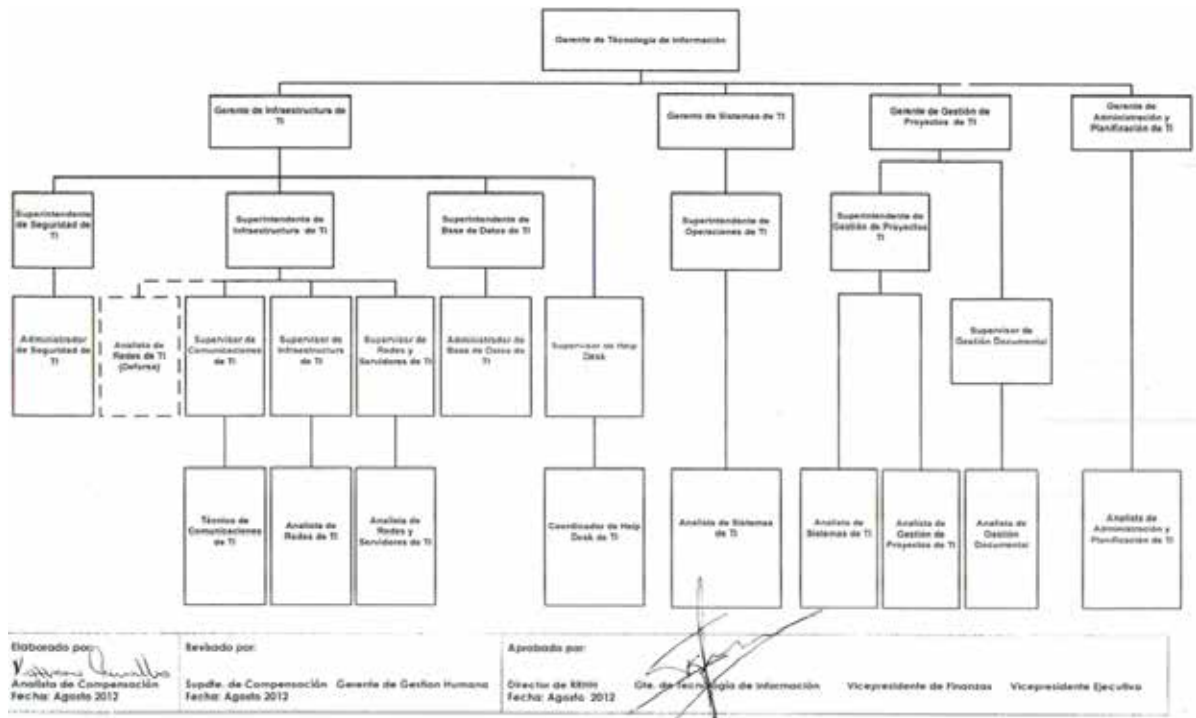 Gerente de Tecnología de Información
Gerente de Infraestructura de
TI
Gerente de Sistemas de TI
Gerente de Gestión de
Proyectos de TI
Gerente de
Administración y
Planificación de TI
Superintendente
de Seguridad de
TI
Superintendente de
Infraestructura de TI
Superintendente de
Base de Datos de TI
Superintendente de
Operaciones de TI
Superintendente de
Gestión de Proyectos
TI
Administrador
de Seguridad de
TI
Analista de
Redes de TI
(Defensa)
Supervisor de
Comunicaciones
de TI
Supervisor de
Infraestructura
de TI
Supervisor de
Redes y
Servidores de TI
Administrador de
Base de Datos de
TI
Supervisor de Help
Desk
Supervisor de
Gestión Documental
Técnico de
Comunicaciones
de TI
Analista de
Redes de TI
Analista de
Redes y
Servidores de TI
Coordinador de Help
Desk de TI
Analista de Sistemas
de TI
Analista de
Sistemas de TI
Analista de
Gestión de
Proyectos de TI
Analista de
Gestión
Documental
Analista de
Administración y
Planificación de TI
Elaborado por:
Analista de Compensación
Fecha: Agosto 2012
Revisado por:
Supdte. de Compensación Gerente de Gestion Humana
Fecha: Agosto 2012
Aprobado por:
Director de RRHH Gte. de Tecnología de Información Vicepresidente de Finanzas Vicepresidente Ejecutivo
Fecha: Agosto 2012